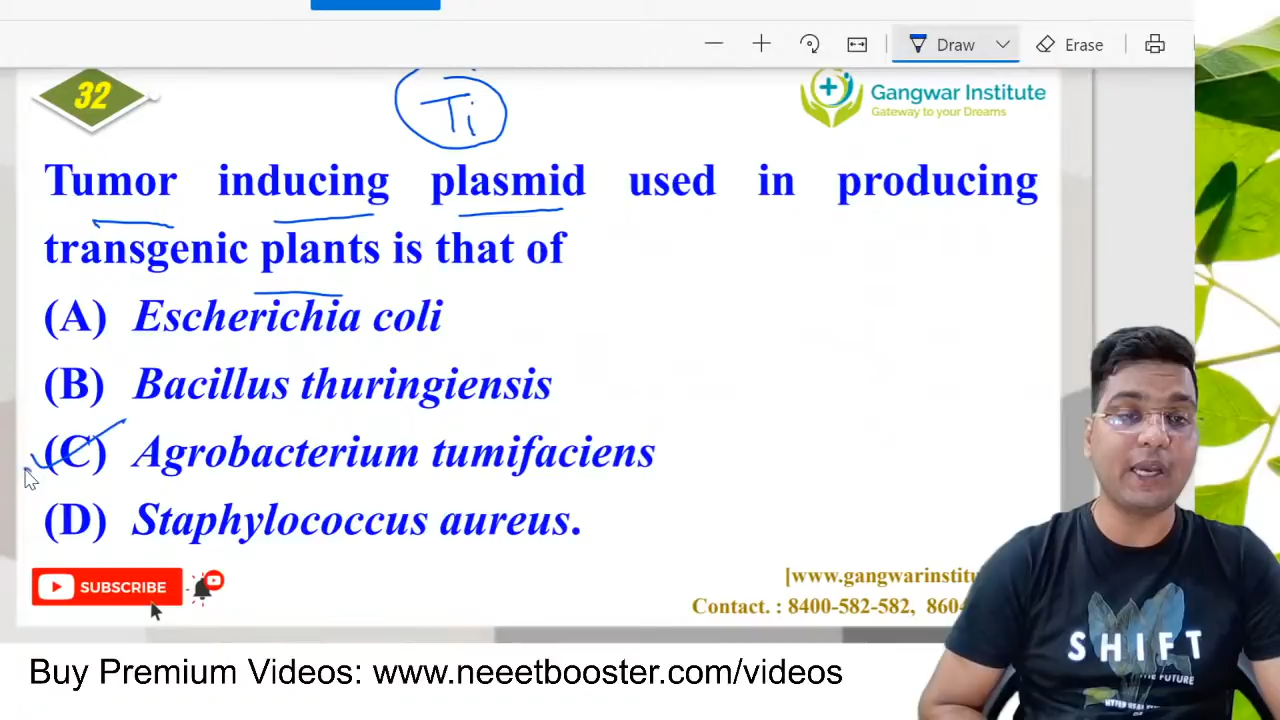 Draw
Erase
32
Ti
Gangwar Institute
Gateway to your Dreams
Tumor inducing plasmid used in producing
transgenic plants is that of
(A) Escherichia coli
(B) Bacillus thuringiensis
(C) Agrobacterium tumifaciens
(D) Staphylococcus aureus.
SUBSCRIBE
[www.gangwarinstitu
Contact. : 8400-582-582, 860
SHIFT
THE FUTURE
Buy Premium Videos: www.neeetbooster.com/videos